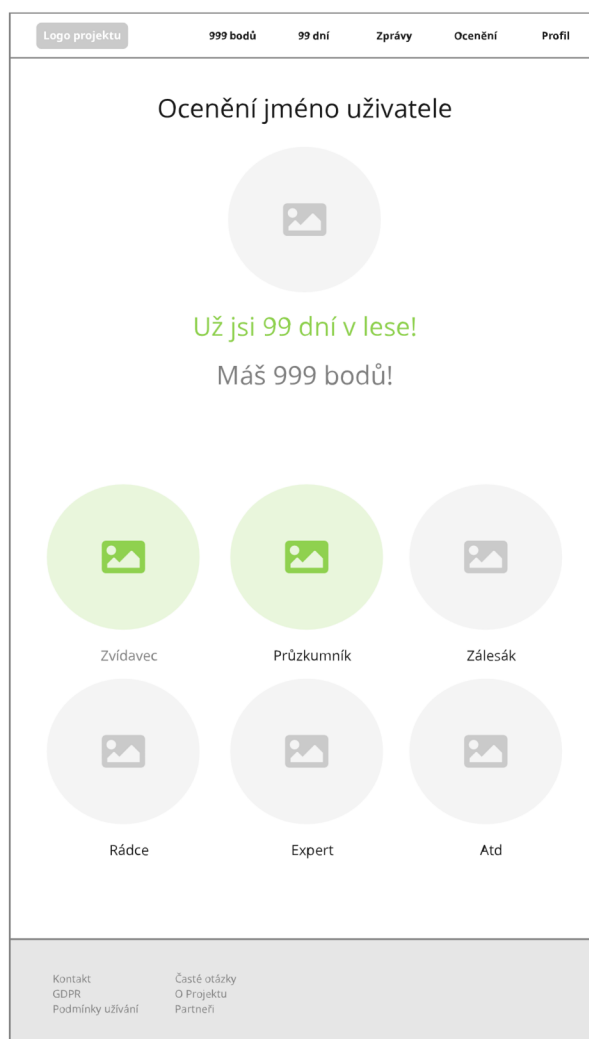 Logo projektu 999 bodů 99 dní Zprávy Ocenění Profil
Ocenění jméno uživatele
Už jsi 99 dní v lese!
Máš 999 bodů!
Zvídavec Průzkumník Zálesák
Rádce Expert Atd
Kontakt Časté otázky
GDPR O Projektu
Podmínky užívání Partneři